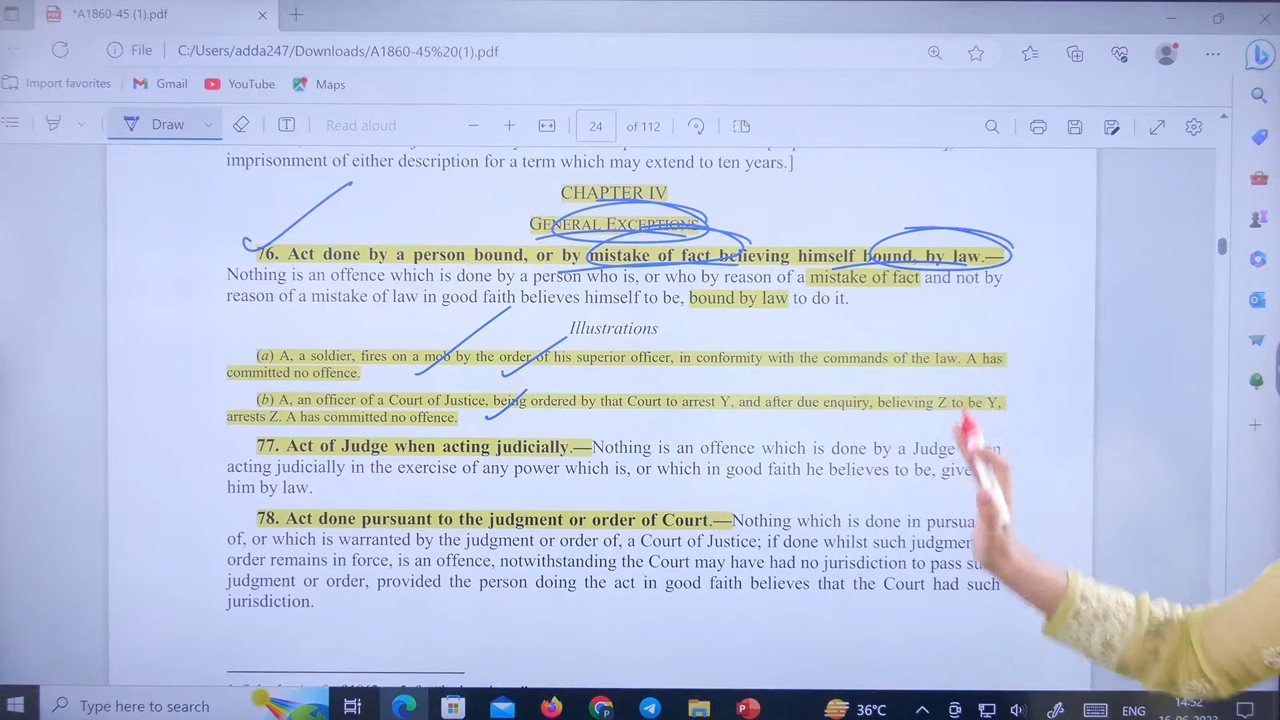 *A1860-45 (1).pdf
File C:/Users/adda247/Downloads/A1860-45%20(1).pdf
Import favorites Gmail YouTube Maps
Draw Read aloud 24 of 112
imprisonment of either description for a term which may extend to ten years.]
CHAPTER IV
GENERAL EXCEPTIONS
76. Act done by a person bound, or by mistake of fact believing himself bound, by law.—
Nothing is an offence which is done by a person who is, or who by reason of a mistake of fact and not by
reason of a mistake of law in good faith believes himself to be, bound by law to do it.
Illustrations
(a) A, a soldier, fires on a mob by the order of his superior officer, in conformity with the commands of the law. A has
committed no offence.
(b) A, an officer of a Court of Justice, being ordered by that Court to arrest Y, and after due enquiry, believing Z to be Y,
arrests Z. A has committed no offence.
77. Act of Judge when acting judicially.—Nothing is an offence which is done by a Judge
acting judicially in the exercise of any power which is, or which in good faith he believes to be,
him by law.
78. Act done pursuant to the judgment or order of Court.—Nothing which is done in
of, or which is warranted by the judgment or order of, a Court of Justice; if done whilst such
order remains in force, is an offence, notwithstanding the Court may have had no jurisdiction to pass
judgment or order, provided the person doing the act in good faith believes that the Court had such
jurisdiction.
Type here to search 36°C ENG 14:52